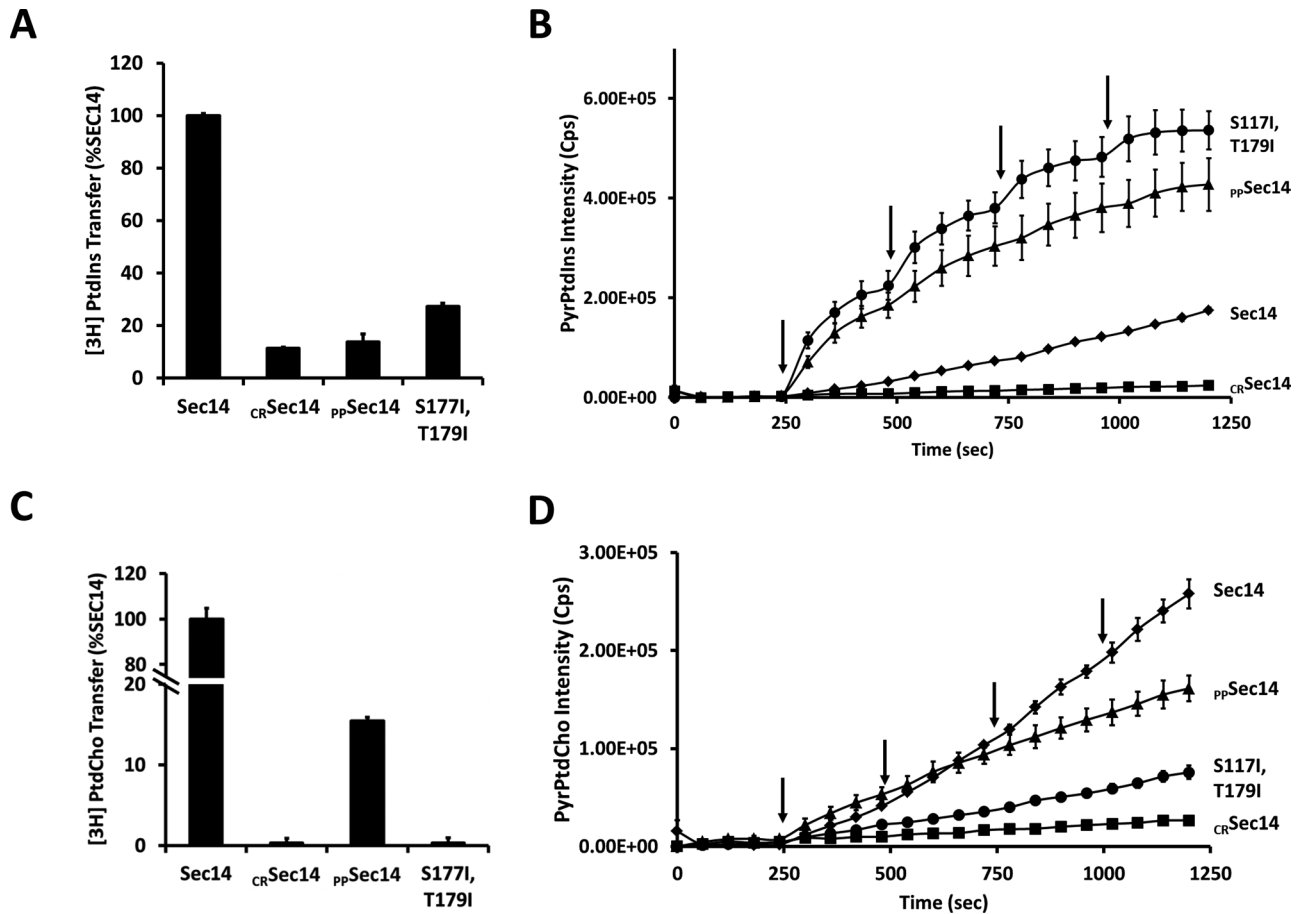 A
[3H] PtdIns Transfer (%SEC14)
120
100
80
60
40
20
0
Sec14
CRSec14
PPSec14
S177I,
T179I
B
PyrPtdIns Intensity (Cps)
6.00E+05
4.00E+05
2.00E+05
0.00E+00
0
250
500
750
1000
1250
Time (sec)
S117I,
T179I
PPSec14
Sec14
CRSec14
C
[3H] PtdCho Transfer (%SEC14)
120
100
80
20
10
0
Sec14
CRSec14
PPSec14
S177I,
T179I
D
PyrPtdCho Intensity (Cps)
3.00E+05
2.00E+05
1.00E+05
0.00E+00
0
250
500
750
1000
1250
Time (sec)
Sec14
PPSec14
S117I,
T179I
CRSec14